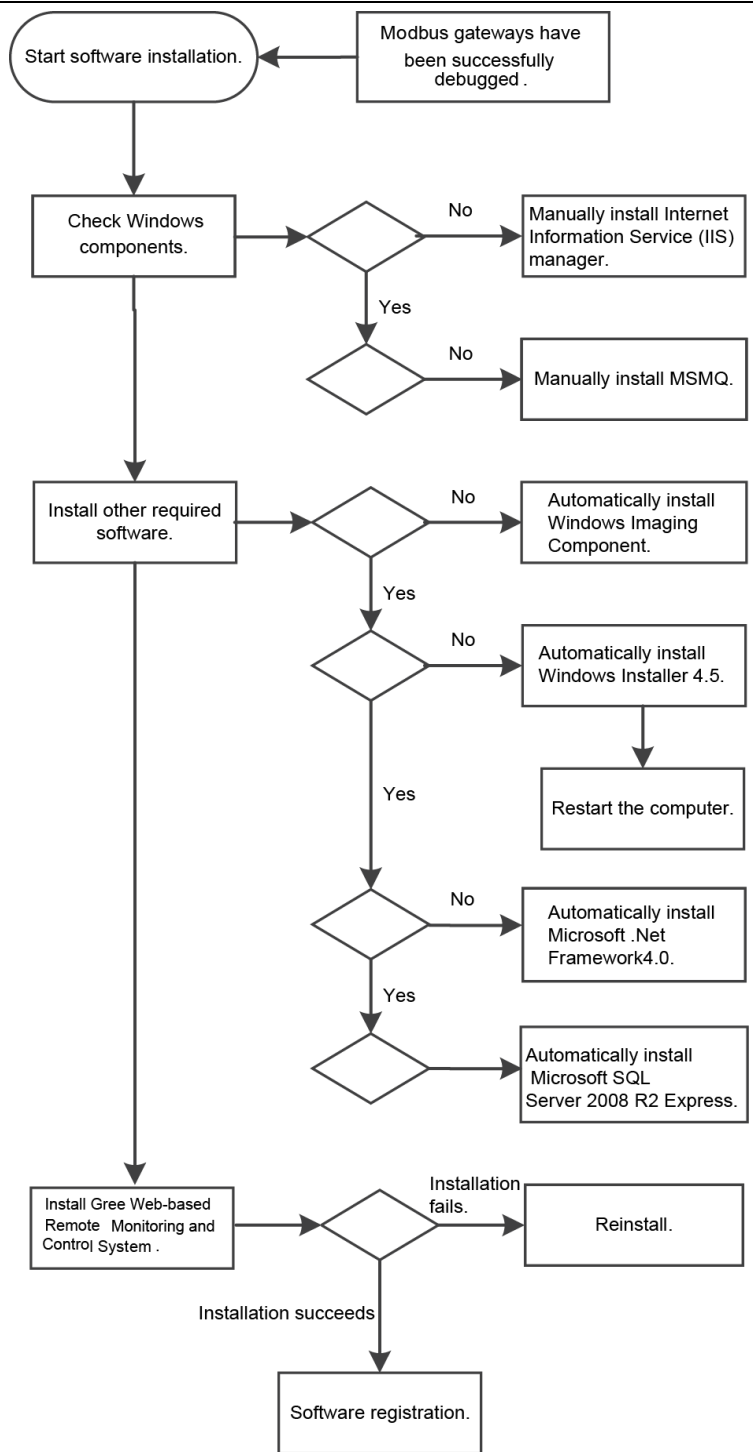 Start software installation.
Modbus gateways have
been successfully
debugged .
Check Windows
components.
No
Manually install Internet
Information Service (IIS)
manager.
Yes
No
Manually install MSMQ.
Install other required
software.
No
Automatically install
Windows Imaging
Component.
Yes
No
Automatically install
Windows Installer 4.5.
Yes
Restart the computer.
No
Automatically install
Microsoft .Net
Framework4.0.
Yes
Automatically install
Microsoft SQL
Server 2008 R2 Express.
Install Gree Web-based
Remote Monitoring and
Control System .
Installation
fails.
Reinstall.
Installation succeeds
Software registration.